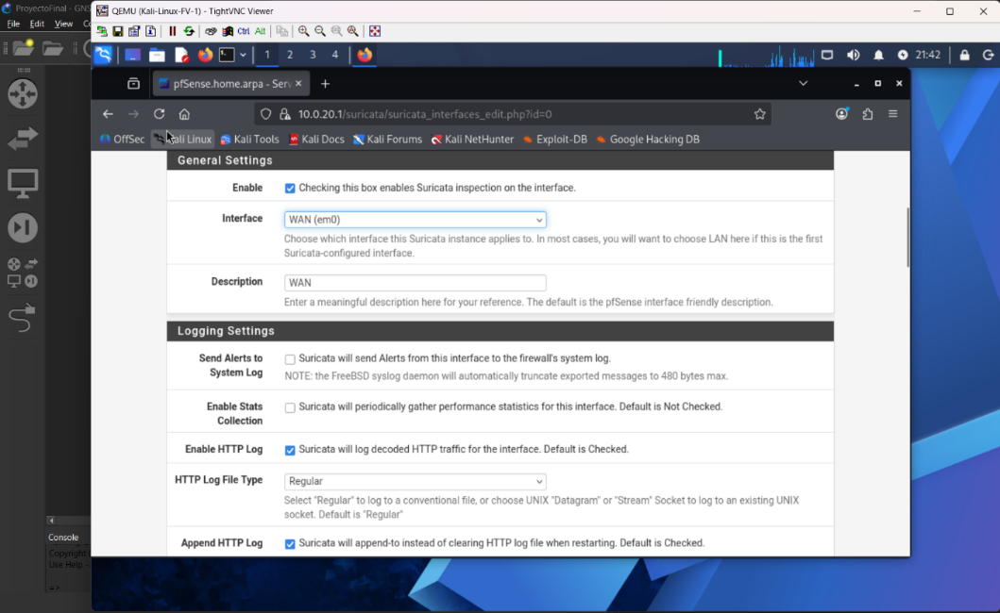 ProyectoFinal - GNS
QEMU (Kali-Linux-FV-1) - TightVNC Viewer
File Edit View
Ctrl Alt
1 2 3 4
21:42
pfSense.home.arpa - Serv
10.0.20.1/suricata/suricata_interfaces_edit.php?id=0
OffSec Kali Linux Kali Tools Kali Docs Kali Forums Kali NetHunter Exploit-DB Google Hacking DB
General Settings
Enable Checking this box enables Suricata inspection on the interface.
Interface WAN (em0)
Choose which interface this Suricata instance applies to. In most cases, you will want to choose LAN here if this is the first
Suricata-configured interface.
Description WAN
Enter a meaningful description here for your reference. The default is the pfSense interface friendly description.
Logging Settings
Send Alerts to Suricata will send Alerts from this interface to the firewall's system log.
System Log NOTE: the FreeBSD syslog daemon will automatically truncate exported messages to 480 bytes max.
Enable Stats Suricata will periodically gather performance statistics for this interface. Default is Not Checked.
Collection
Enable HTTP Log Suricata will log decoded HTTP traffic for the interface. Default is Checked.
HTTP Log File Type Regular
Select "Regular" to log to a conventional file, or choose UNIX "Datagram" or "Stream" Socket to log to an existing UNIX
socket. Default is "Regular"
Append HTTP Log Suricata will append-to instead of clearing HTTP log file when restarting. Default is Checked.
Console
Copyright
Use Help -
=>